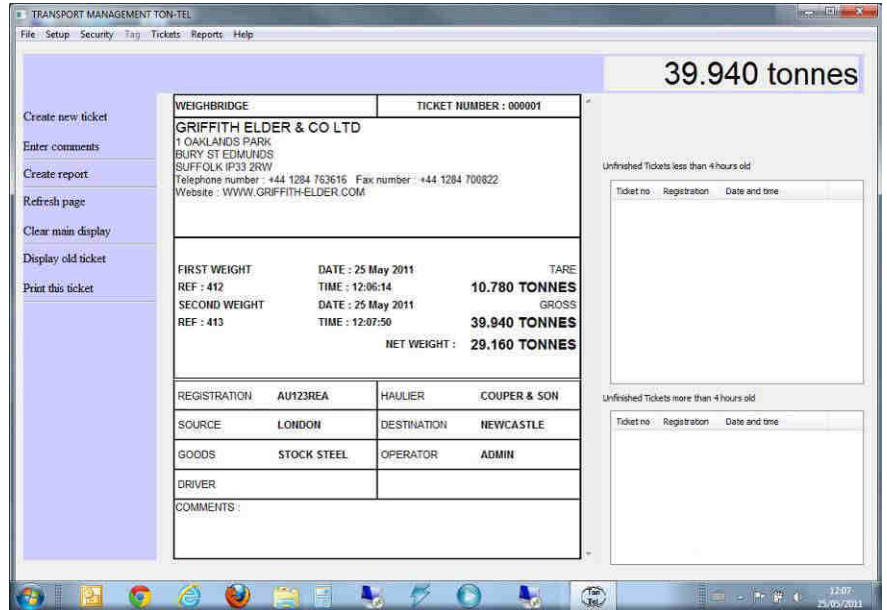 TRANSPORT MANAGEMENT TON-TEL
File Setup Security Tag Tickets Reports Help
39.940 tonnes
Create new ticket
Enter comments
Create report
Refresh page
Clear main display
Display old ticket
Print this ticket
WEIGHBRIDGE TICKET NUMBER : 000001
GRIFFITH ELDER & CO LTD
1 OAKLANDS PARK
BURY ST EDMUNDS
SUFFOLK IP33 2RW
Telephone number : +44 1284 763616 Fax number : +44 1284 700822
Website : WWW.GRIFFITH-ELDER.COM
FIRST WEIGHT DATE : 25 May 2011 TARE
REF : 412 TIME : 12:06:14 10.780 TONNES
SECOND WEIGHT DATE : 25 May 2011 GROSS
REF : 413 TIME : 12:07:50 39.940 TONNES
NET WEIGHT : 29.160 TONNES
REGISTRATION AU123REA HAULIER COUPER & SON
SOURCE LONDON DESTINATION NEWCASTLE
GOODS STOCK STEEL OPERATOR ADMIN
DRIVER
COMMENTS :
Unfinished Tickets less than 4 hours old
Ticket no Registration Date and time
Unfinished Tickets more than 4 hours old
Ticket no Registration Date and time
Ton
Tel
12:07
25/05/2011